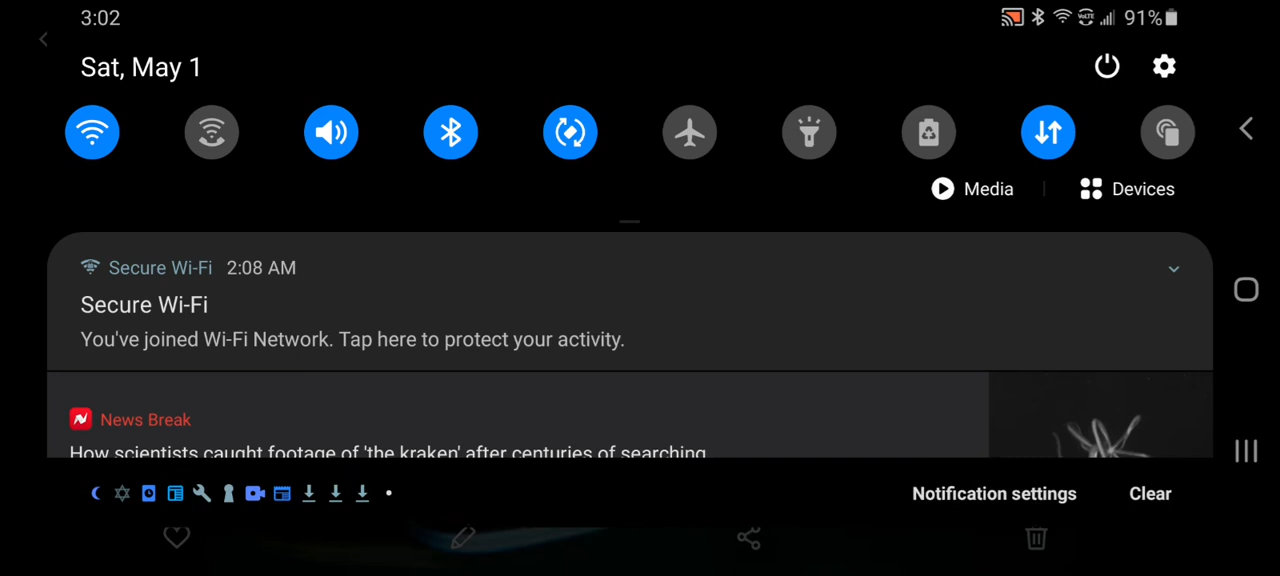 3:02
VoLTE
91%
Sat, May 1
Media
Devices
Secure Wi-Fi 2:08 AM
Secure Wi-Fi
You've joined Wi-Fi Network. Tap here to protect your activity.
News Break
How scientists caught footage of 'the kraken' after centuries of searching
Notification settings
Clear